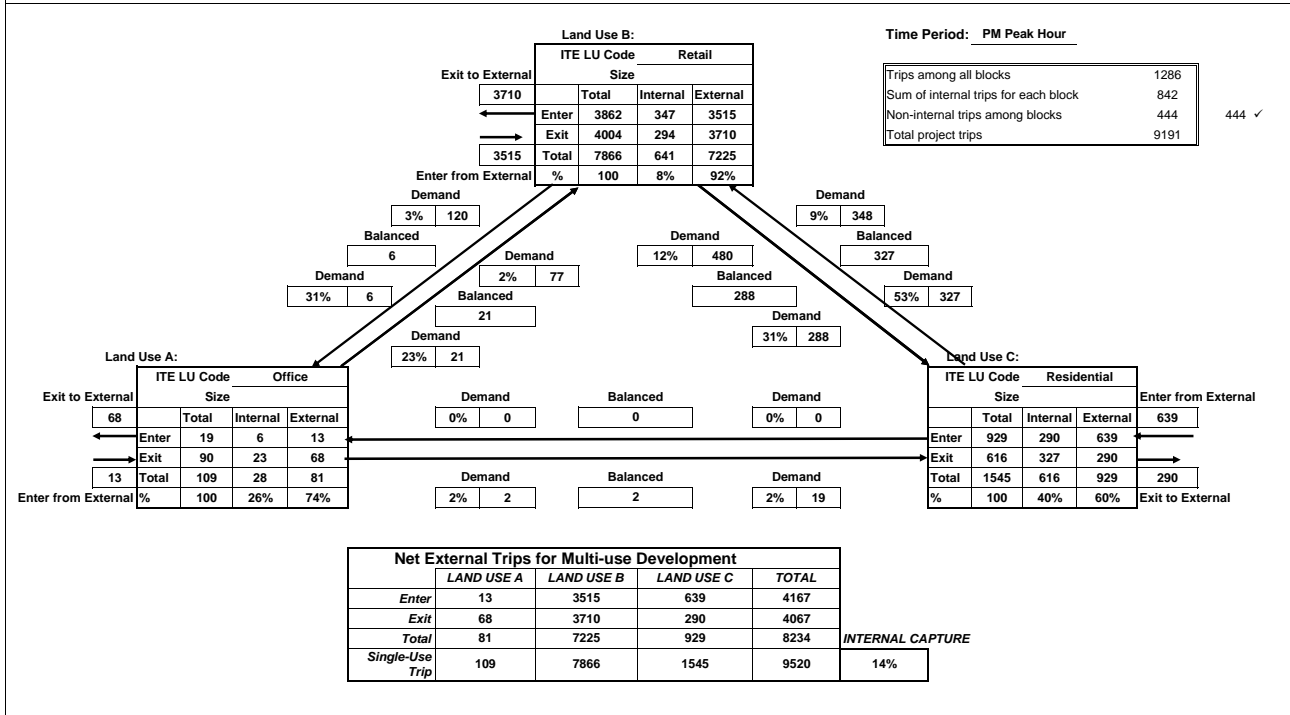 Land Use B:
Time Period: PM Peak Hour
ITE LU Code Retail
Exit to External Size
3710 Total Internal External
Enter 3862 347 3515
Exit 4004 294 3710
3515 Total 7866 641 7225
Enter from External % 100 8% 92%
Trips among all blocks 1286
Sum of internal trips for each block 842
Non-internal trips among blocks 444 444 ✓
Total project trips 9191
Demand
3% 120
Balanced
6
Demand
31% 6
Demand
2% 77
Balanced
21
Demand
23% 21
Demand
12% 480
Balanced
288
Demand
31% 288
Demand
9% 348
Balanced
327
Demand
53% 327
Land Use A:
ITE LU Code Office
Exit to External Size
68 Total Internal External
Enter 19 6 13
Exit 90 23 68
13 Total 109 28 81
Enter from External % 100 26% 74%
Demand Balanced Demand
0% 0 0 0% 0
Demand Balanced Demand
2% 2 2 2% 19
Land Use C:
ITE LU Code Residential
Size Enter from External
Total Internal External 639
Enter 929 290 639
Exit 616 327 290
Total 1545 616 929 290
% 100 40% 60% Exit to External
Net External Trips for Multi-use Development
LAND USE A LAND USE B LAND USE C TOTAL
Enter 13 3515 639 4167
Exit 68 3710 290 4067
Total 81 7225 929 8234 INTERNAL CAPTURE
Single-Use
Trip 109 7866 1545 9520 14%